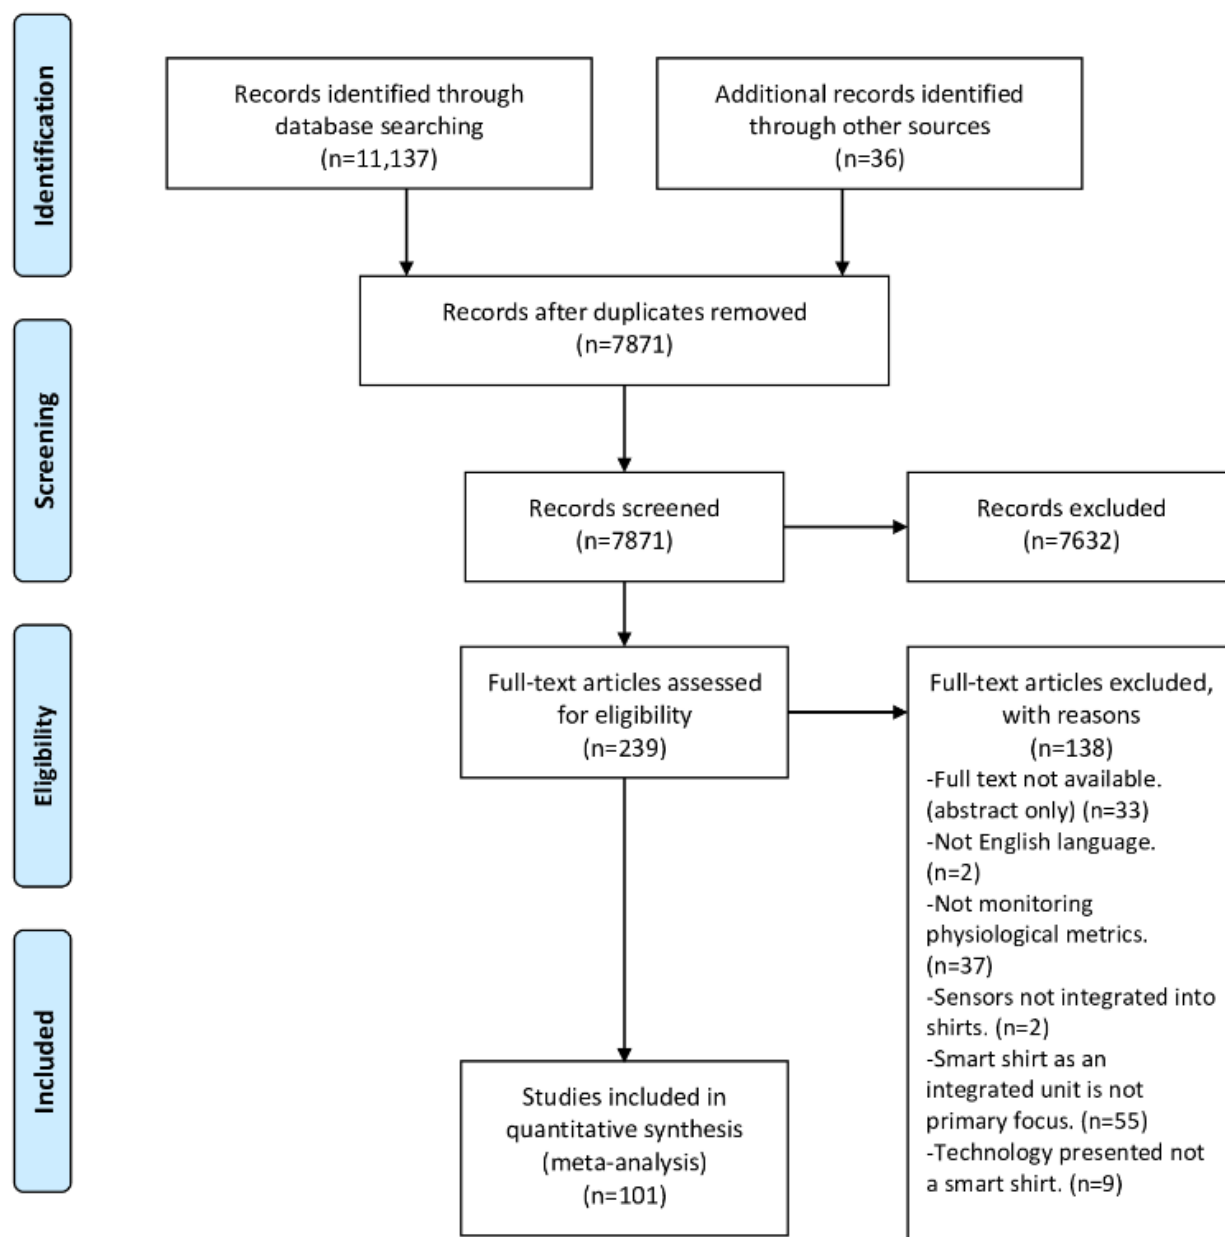 Identification
Records identified through
database searching
(n=11,137)
Additional records identified
through other sources
(n=36)
Records after duplicates removed
(n=7871)
Screening
Records screened
(n=7871)
Records excluded
(n=7632)
Eligibility
Full-text articles assessed
for eligibility
(n=239)
Full-text articles excluded,
with reasons
(n=138)
-Full text not available.
(abstract only) (n=33)
-Not English language.
(n=2)
-Not monitoring
physiological metrics.
(n=37)
-Sensors not integrated into
shirts. (n=2)
-Smart shirt as an
integrated unit is not
primary focus. (n=55)
-Technology presented not
a smart shirt. (n=9)
Included
Studies included in
quantitative synthesis
(meta-analysis)
(n=101)